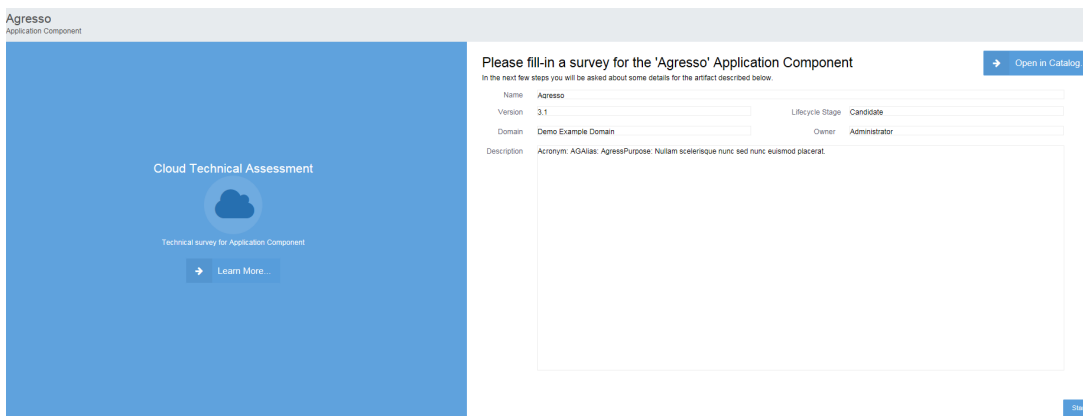 Agresso
Application Component
Cloud Technical Assessment
Technical survey for Application Component
Learn More...
Please fill-in a survey for the 'Agresso' Application Component
Open in Catalog.
In the next few steps you will be asked about some details for the artifact described below.
Name Agresso
Version 3.1 Lifecycle Stage Candidate
Domain Demo Example Domain Owner Administrator
Description Acronym: AGAlias: AgressPurpose: Nullam scelerisque nunc sed nunc euismod placerat.